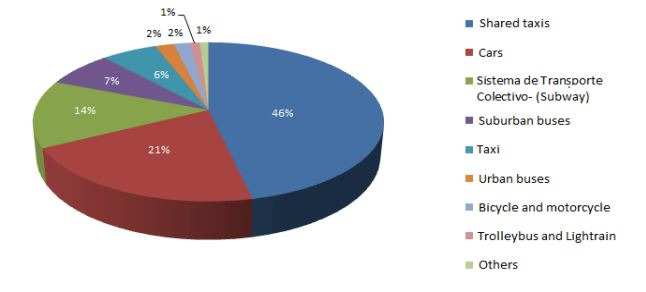 1%
1%
2%
2%
6%
7%
14%
21%
46%
Shared taxis
Cars
Sistema de Transporte
Colectivo- (Subway)
Suburban buses
Taxi
Urban buses
Bicycle and motorcycle
Trolleybus and Lightrain
Others